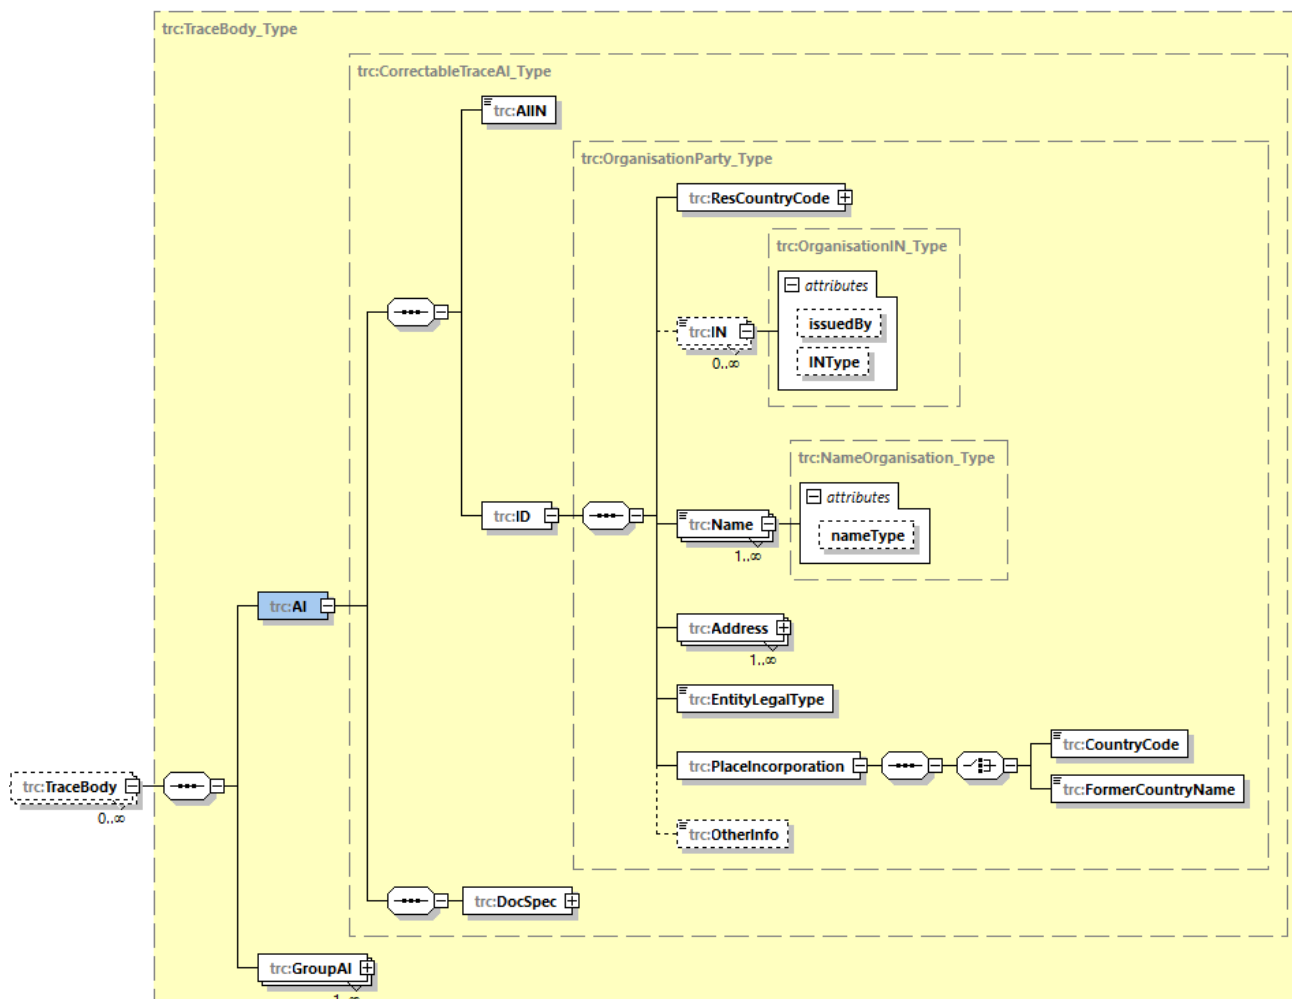 trc:TraceBody_Type
trc:CorrectableTraceAI_Type
trc:AIIN
trc:OrganisationParty_Type
trc:ResCountryCode
trc:OrganisationIN_Type
attributes
issuedBy
trc:IN
INType
0..∞
trc:NameOrganisation_Type
attributes
trc:ID
trc:Name
nameType
1..∞
trc:AI
trc:Address
1..∞
trc:EntityLegalType
trc:CountryCode
trc:PlaceIncorporation
trc:TraceBody
trc:FormerCountryName
0..∞
trc:OtherInfo
trc:DocSpec
trc:GroupAI
1..∞